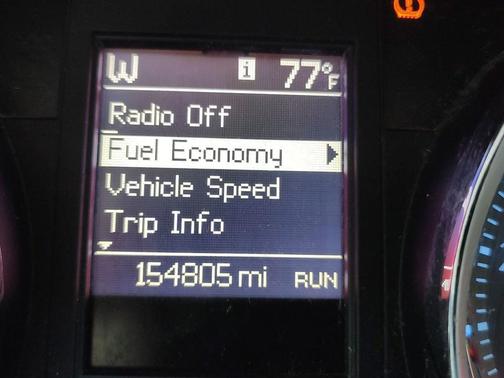 W i 77°F
Radio Off
Fuel Economy
Vehicle Speed
Trip Info
154805 mi RUN